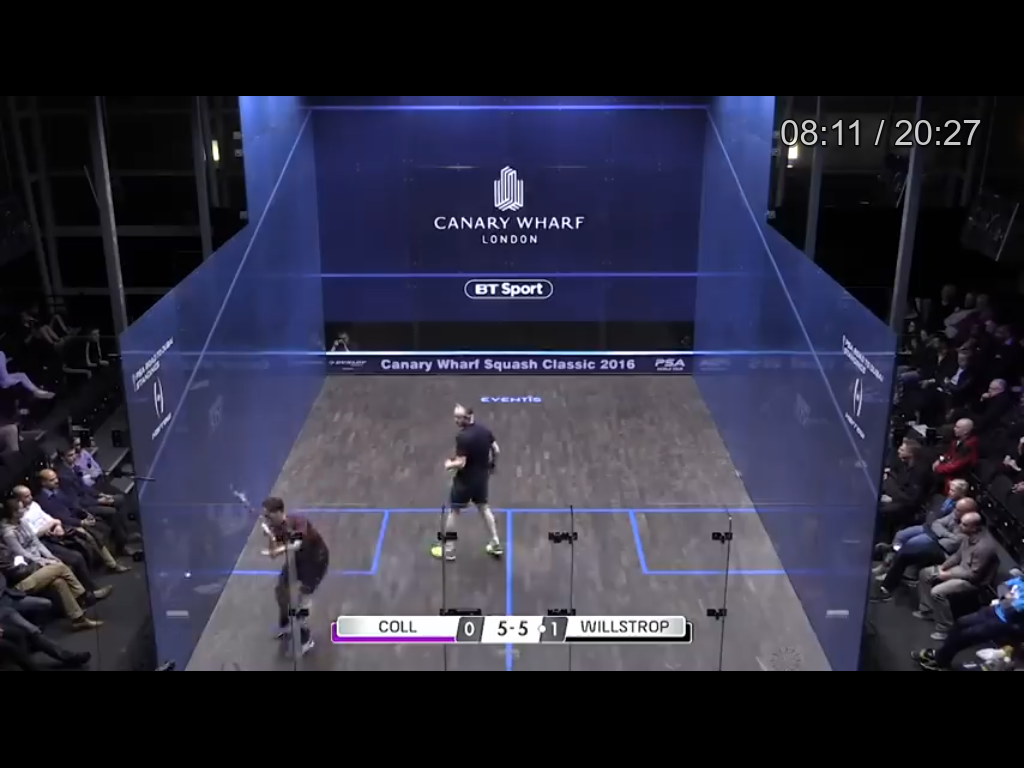 08:11 / 20:27
CANARY WHARF
LONDON
BT Sport
Canary Wharf Squash Classic 2016 PSA
EVENTIS
COLL 0 5-5 1 WILLSTROP